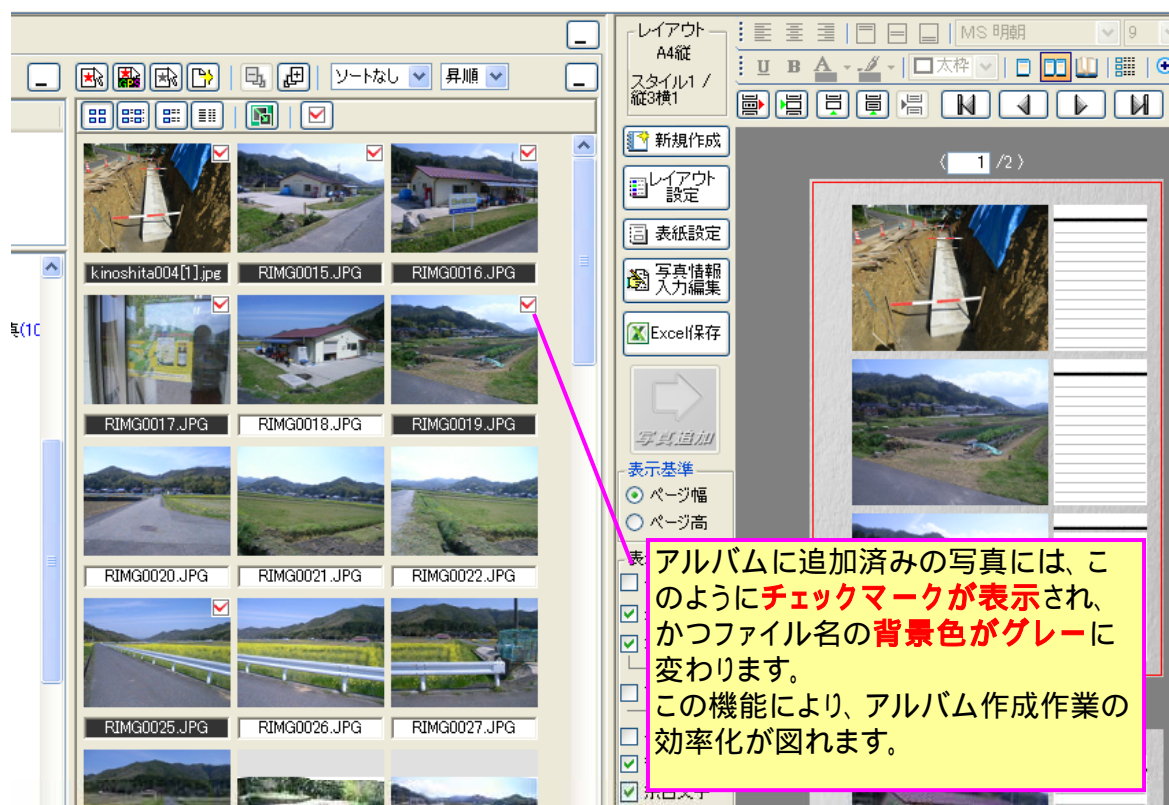 レイアウト
A4縦
スタイル1 /
縦3横1
MS 明朝
9
U B A
太枠
ソートなし
昇順
新規作成
レイアウト
設定
表紙設定
写真情報
入力編集
Excel保存
写真追加
表示基準
ページ幅
ページ高
( 1 /2 )
kinoshita004[1].jpg
RIMG0015.JPG
RIMG0016.JPG
RIMG0017.JPG
RIMG0018.JPG
RIMG0019.JPG
RIMG0020.JPG
RIMG0021.JPG
RIMG0022.JPG
RIMG0025.JPG
RIMG0026.JPG
RIMG0027.JPG
アルバムに追加済みの写真には、こ
のようにチェックマークが表示され、
かつファイル名の背景色がグレーに
変わります。
この機能により、アルバム作成作業の
効率化が図れます。